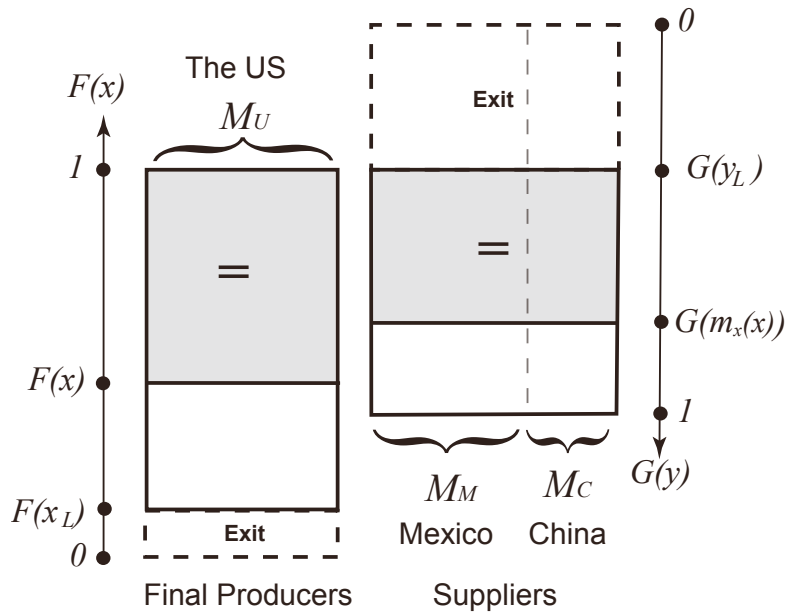 The US
F(x)
M_U
1
=
F(x)
F(x_L)
Exit
0
Final Producers
0
Exit
G(y_L)
=
G(m_x(x))
1
G(y)
M_M M_C
Mexico China
Suppliers